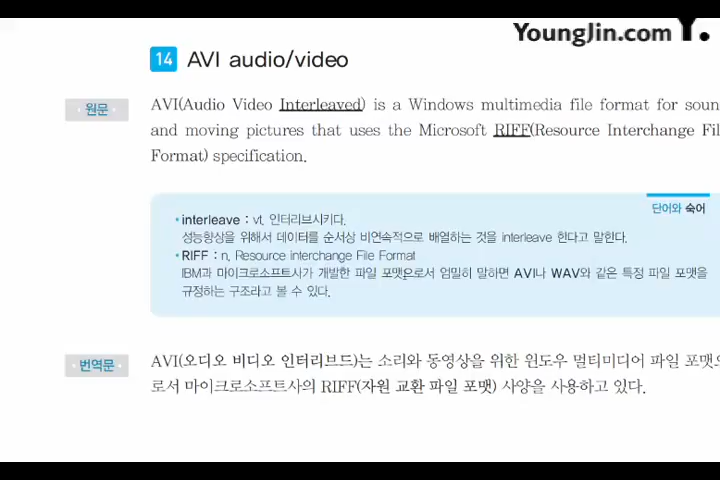 YoungJin.com Y.
14 AVI audio/video
원문
AVI(Audio Video Interleaved) is a Windows multimedia file format for soun
and moving pictures that uses the Microsoft RIFF(Resource Interchange Fil
Format) specification.
단어와 숙어
•interleave : vt. 인터리브시키다.
성능향상을 위해서 데이터를 순서상 비연속적으로 배열하는 것을 interleave 한다고 말한다.
•RIFF : n. Resource interchange File Format
IBM과 마이크로소프트사가 개발한 파일 포맷으로서 엄밀히 말하면 AVI나 WAV와 같은 특정 파일 포맷을
규정하는 구조라고 볼 수 있다.
번역문
AVI(오디오 비디오 인터리브드)는 소리와 동영상을 위한 윈도우 멀티미디어 파일 포맷으
로서 마이크로소프트사의 RIFF(자원 교환 파일 포맷) 사양을 사용하고 있다.